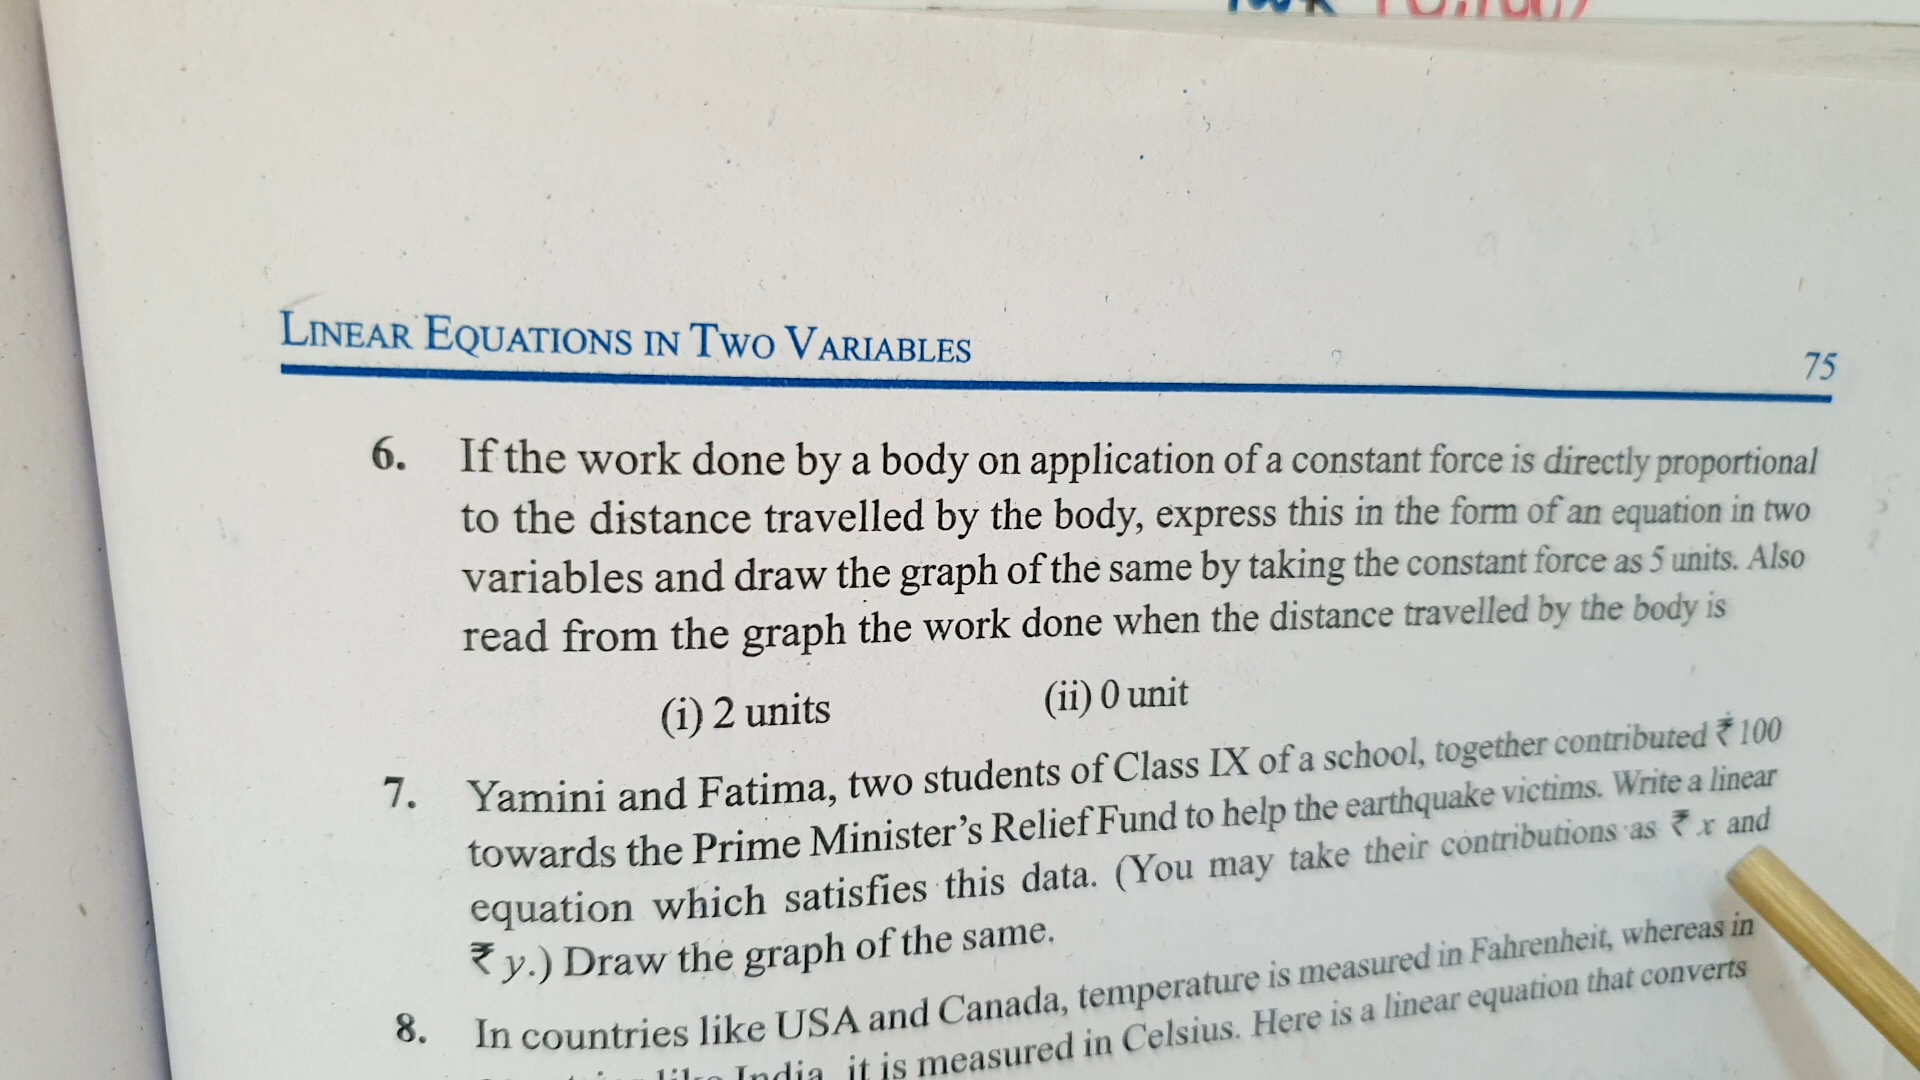 LINEAR EQUATIONS IN TWO VARIABLES 75
6. If the work done by a body on application of a constant force is directly proportional
to the distance travelled by the body, express this in the form of an equation in two
variables and draw the graph of the same by taking the constant force as 5 units. Also
read from the graph the work done when the distance travelled by the body is
(i) 2 units (ii) 0 unit
7. Yamini and Fatima, two students of Class IX of a school, together contributed ₹ 100
towards the Prime Minister's Relief Fund to help the earthquake victims. Write a linear
equation which satisfies this data. (You may take their contributions as ₹ x and
₹ y.) Draw the graph of the same.
8. In countries like USA and Canada, temperature is measured in Fahrenheit, whereas in
like India, it is measured in Celsius. Here is a linear equation that converts